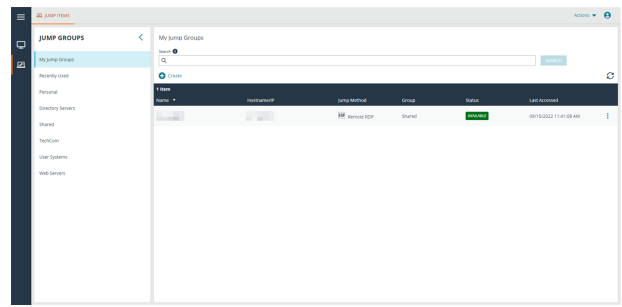 JUMP ITEMS
Actions
JUMP GROUPS
My Jump Groups
Recently Used
Personal
Directory Servers
Shared
TechCom
User Systems
Web Servers
My Jump Groups
Search
SEARCH
Create
1 item
Name Hostname/IP Jump Method Group Status Last Accessed
Remote RDP Shared AVAILABLE 09/15/2022 11:41:08 AM